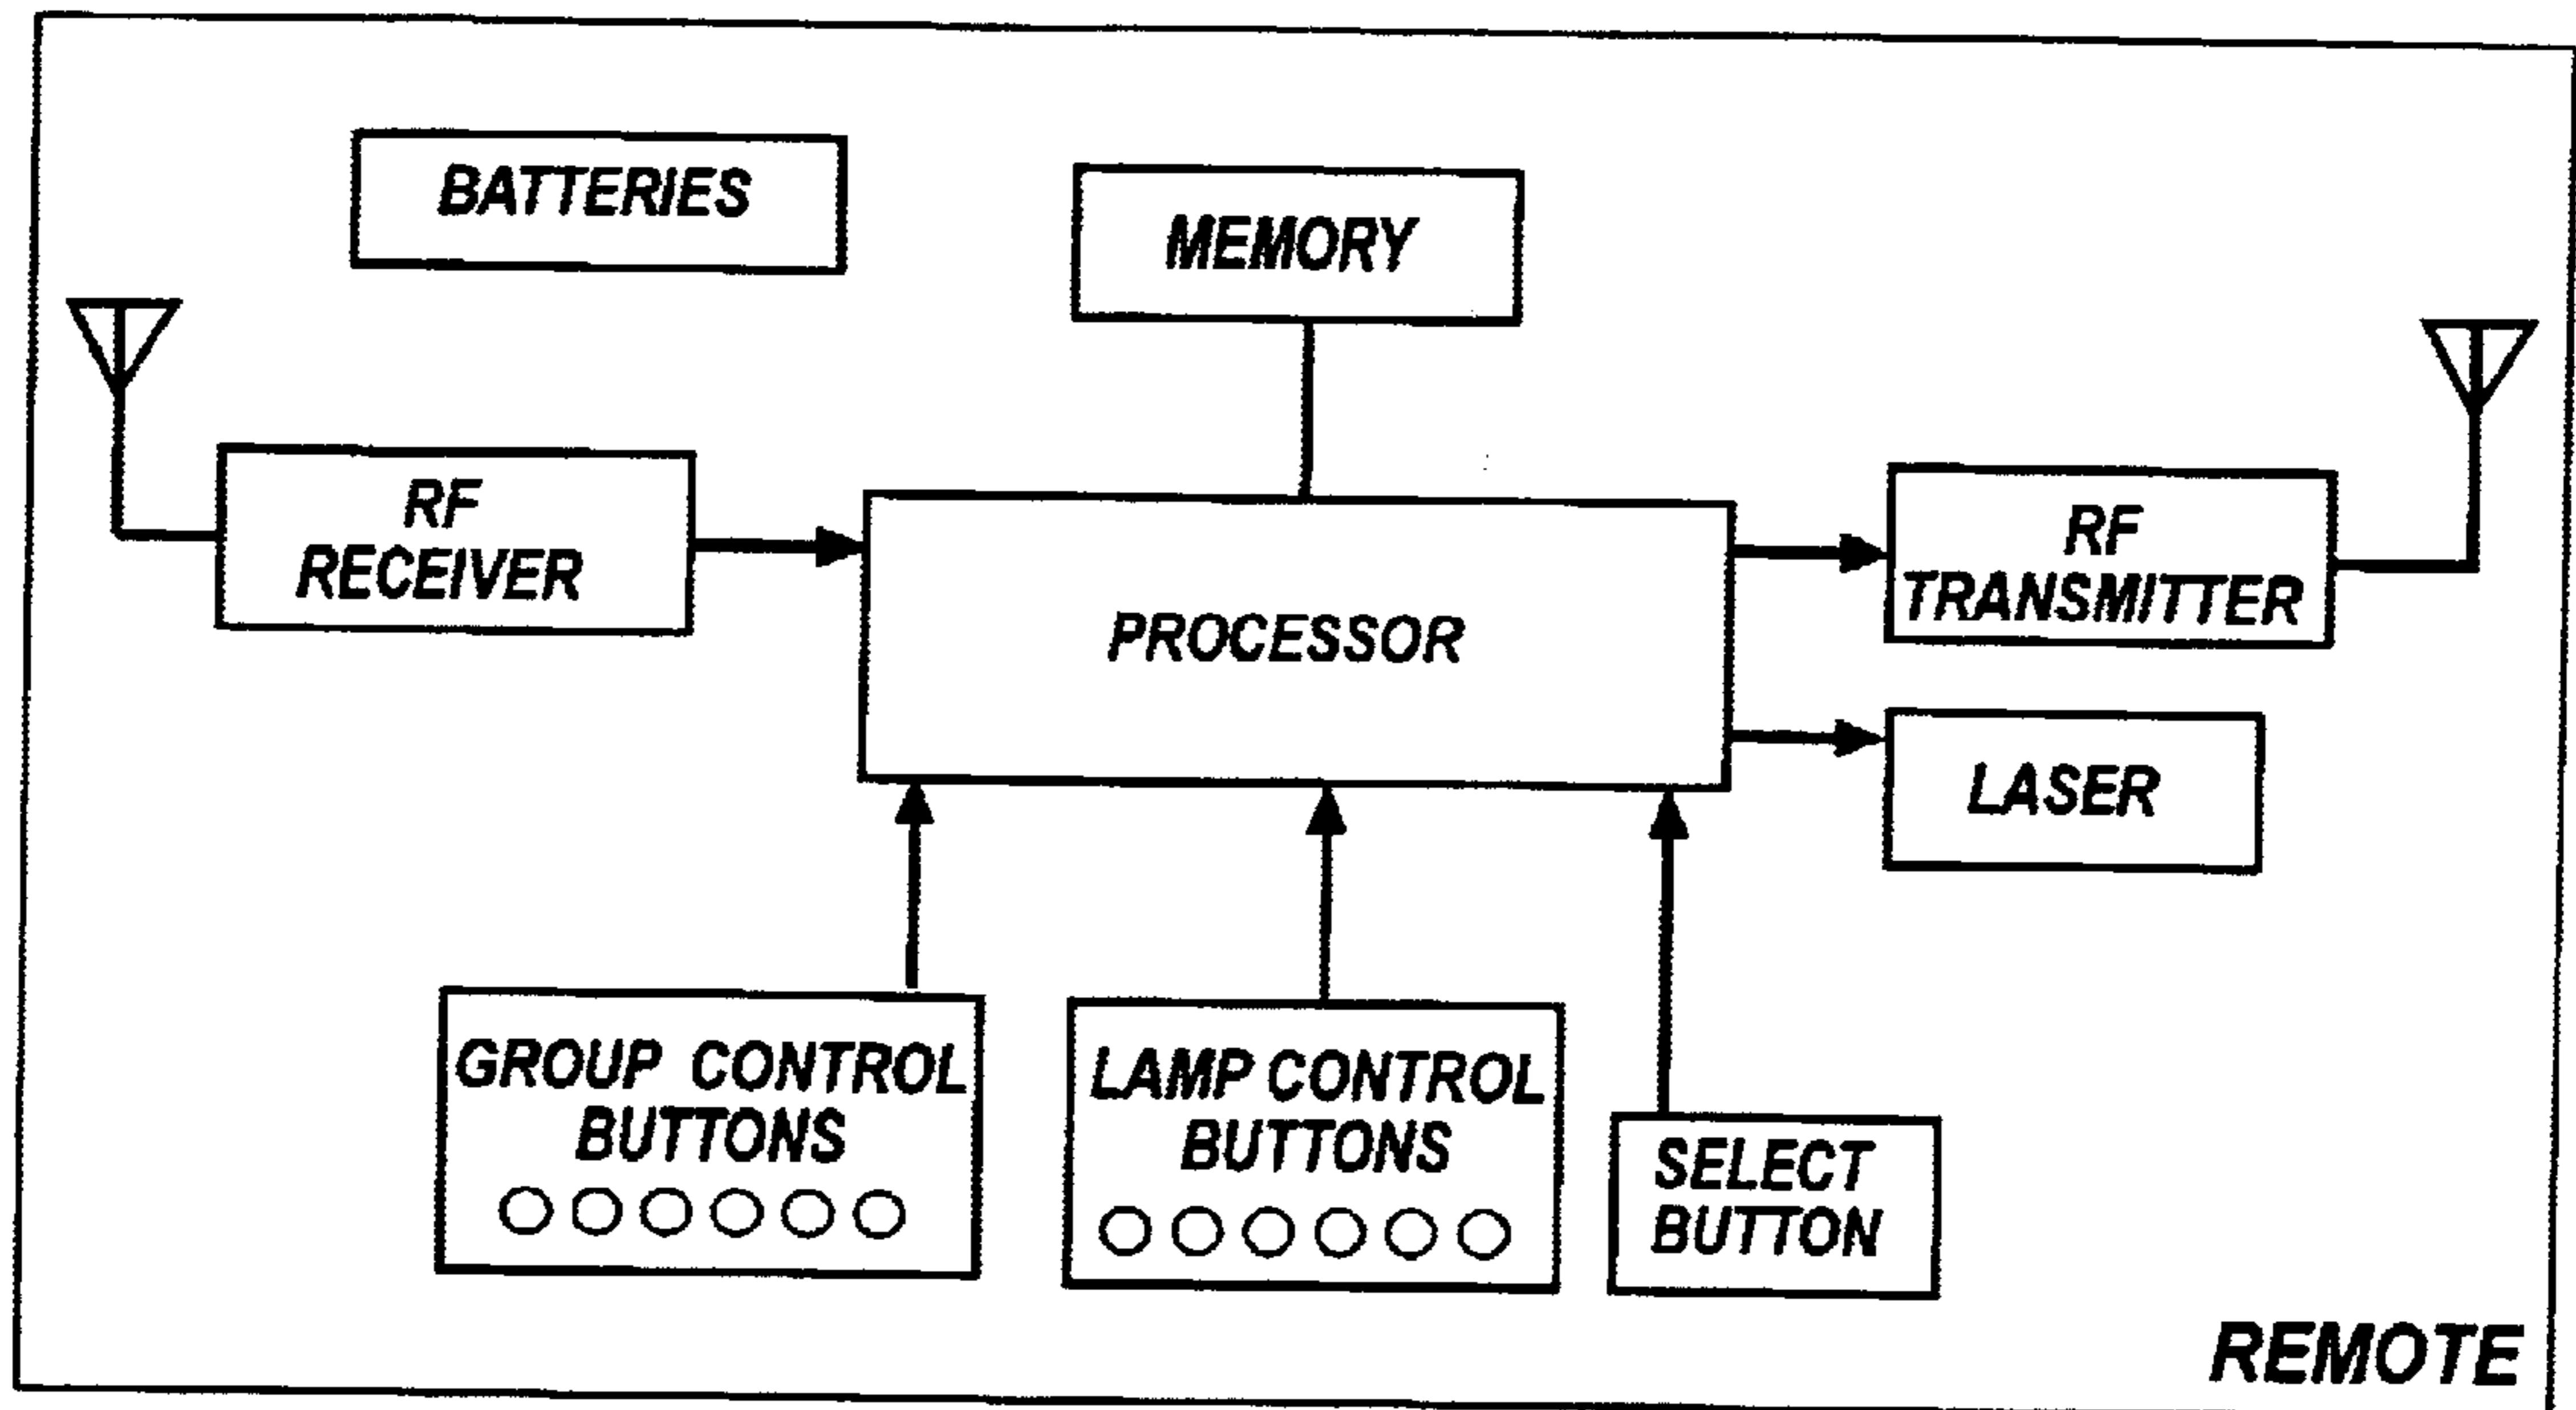 BATTERIES
MEMORY
RF
RECEIVER
PROCESSOR
RF
TRANSMITTER
LASER
GROUP CONTROL
BUTTONS
LAMP CONTROL
BUTTONS
SELECT
BUTTON
REMOTE